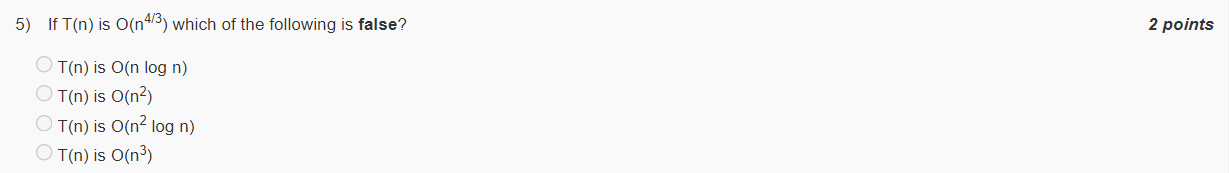 5) If T(n) is O(n^4/3) which of the following is false? 2 points
T(n) is O(n log n)
T(n) is O(n²)
T(n) is O(n² log n)
T(n) is O(n³)